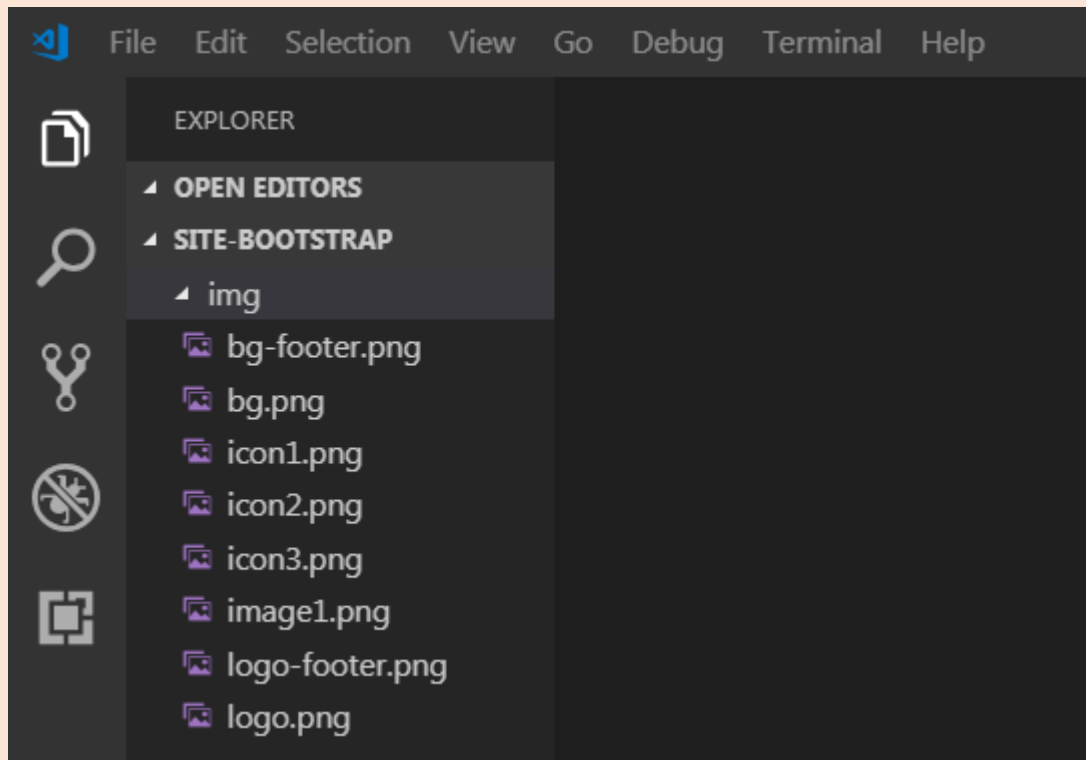 File Edit Selection View Go Debug Terminal Help
EXPLORER
OPEN EDITORS
SITE-BOOTSTRAP
img
bg-footer.png
bg.png
icon1.png
icon2.png
icon3.png
image1.png
logo-footer.png
logo.png